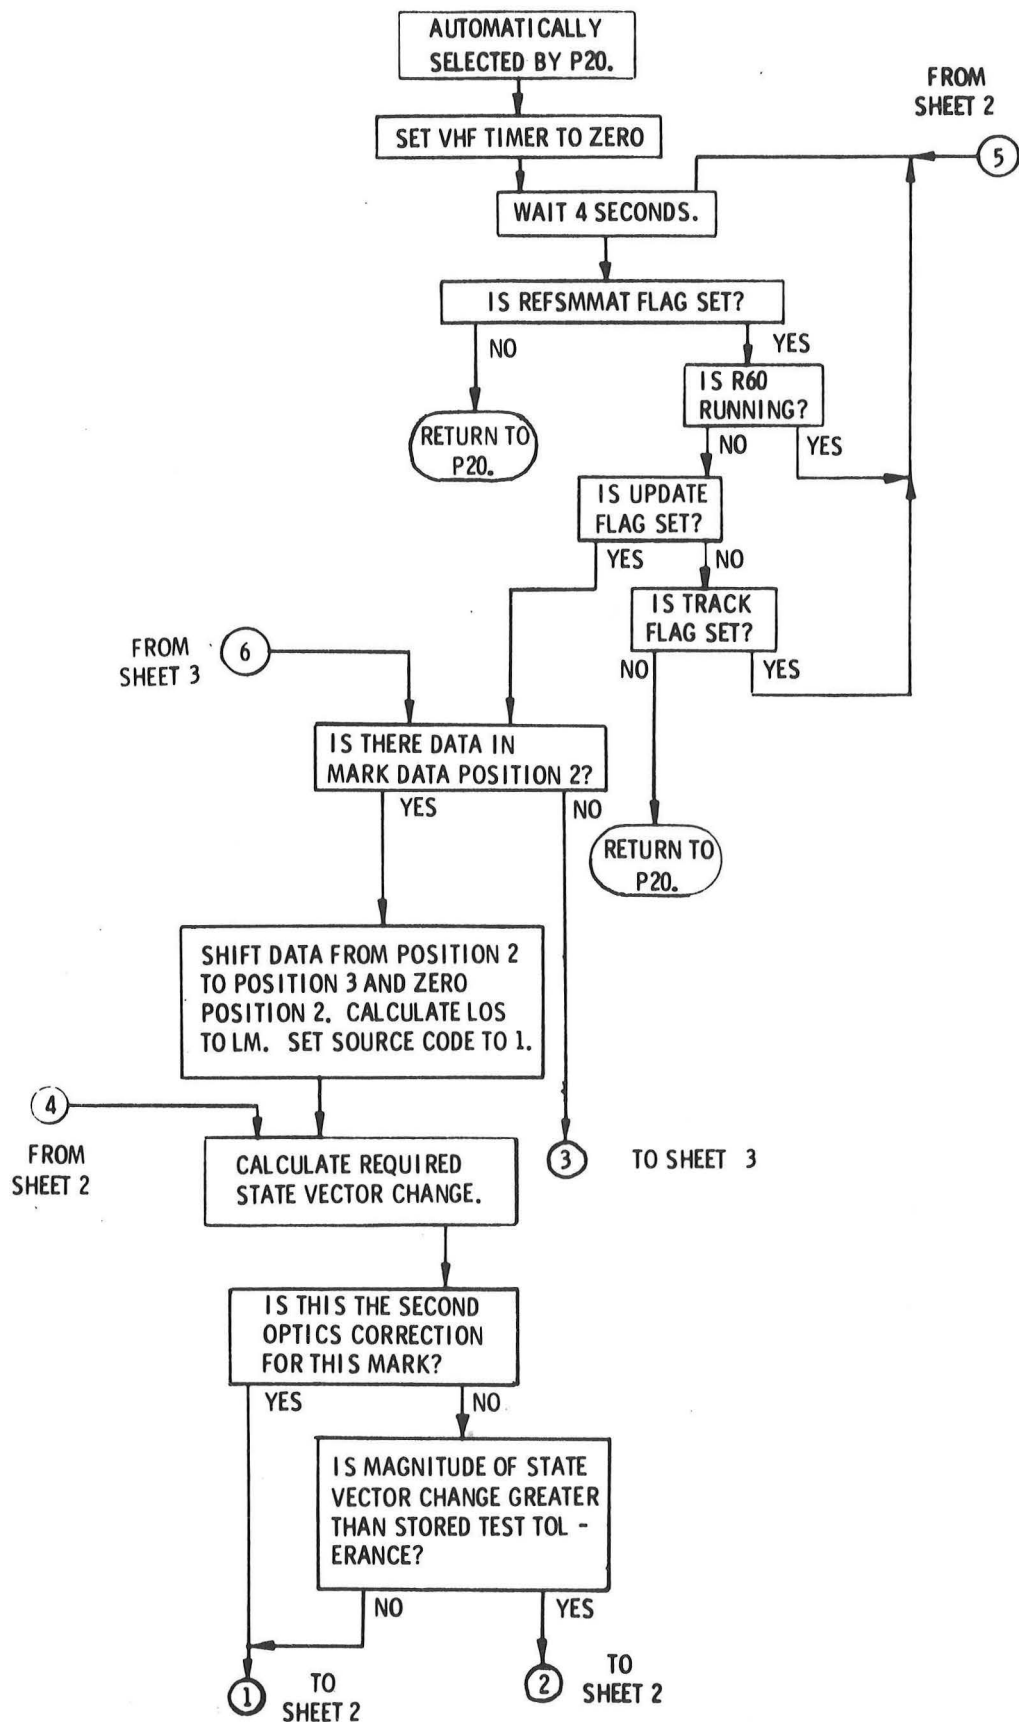 AUTOMATICALLY
SELECTED BY P20.
FROM
SHEET 2
SET VHF TIMER TO ZERO
5
WAIT 4 SECONDS.
IS REFSMMAT FLAG SET?
NO
YES
IS R60
RUNNING?
RETURN TO
P20.
NO
YES
IS UPDATE
FLAG SET?
YES
NO
IS TRACK
FLAG SET?
FROM
SHEET 3
6
NO
YES
IS THERE DATA IN
MARK DATA POSITION 2?
YES
NO
RETURN TO
P20.
SHIFT DATA FROM POSITION 2
TO POSITION 3 AND ZERO
POSITION 2. CALCULATE LOS
TO LM. SET SOURCE CODE TO 1.
4
FROM
SHEET 2
3
TO SHEET 3
CALCULATE REQUIRED
STATE VECTOR CHANGE.
IS THIS THE SECOND
OPTICS CORRECTION
FOR THIS MARK?
YES
NO
IS MAGNITUDE OF STATE
VECTOR CHANGE GREATER
THAN STORED TEST TOL -
ERANCE?
NO
YES
1
TO
SHEET 2
2
TO
SHEET 2